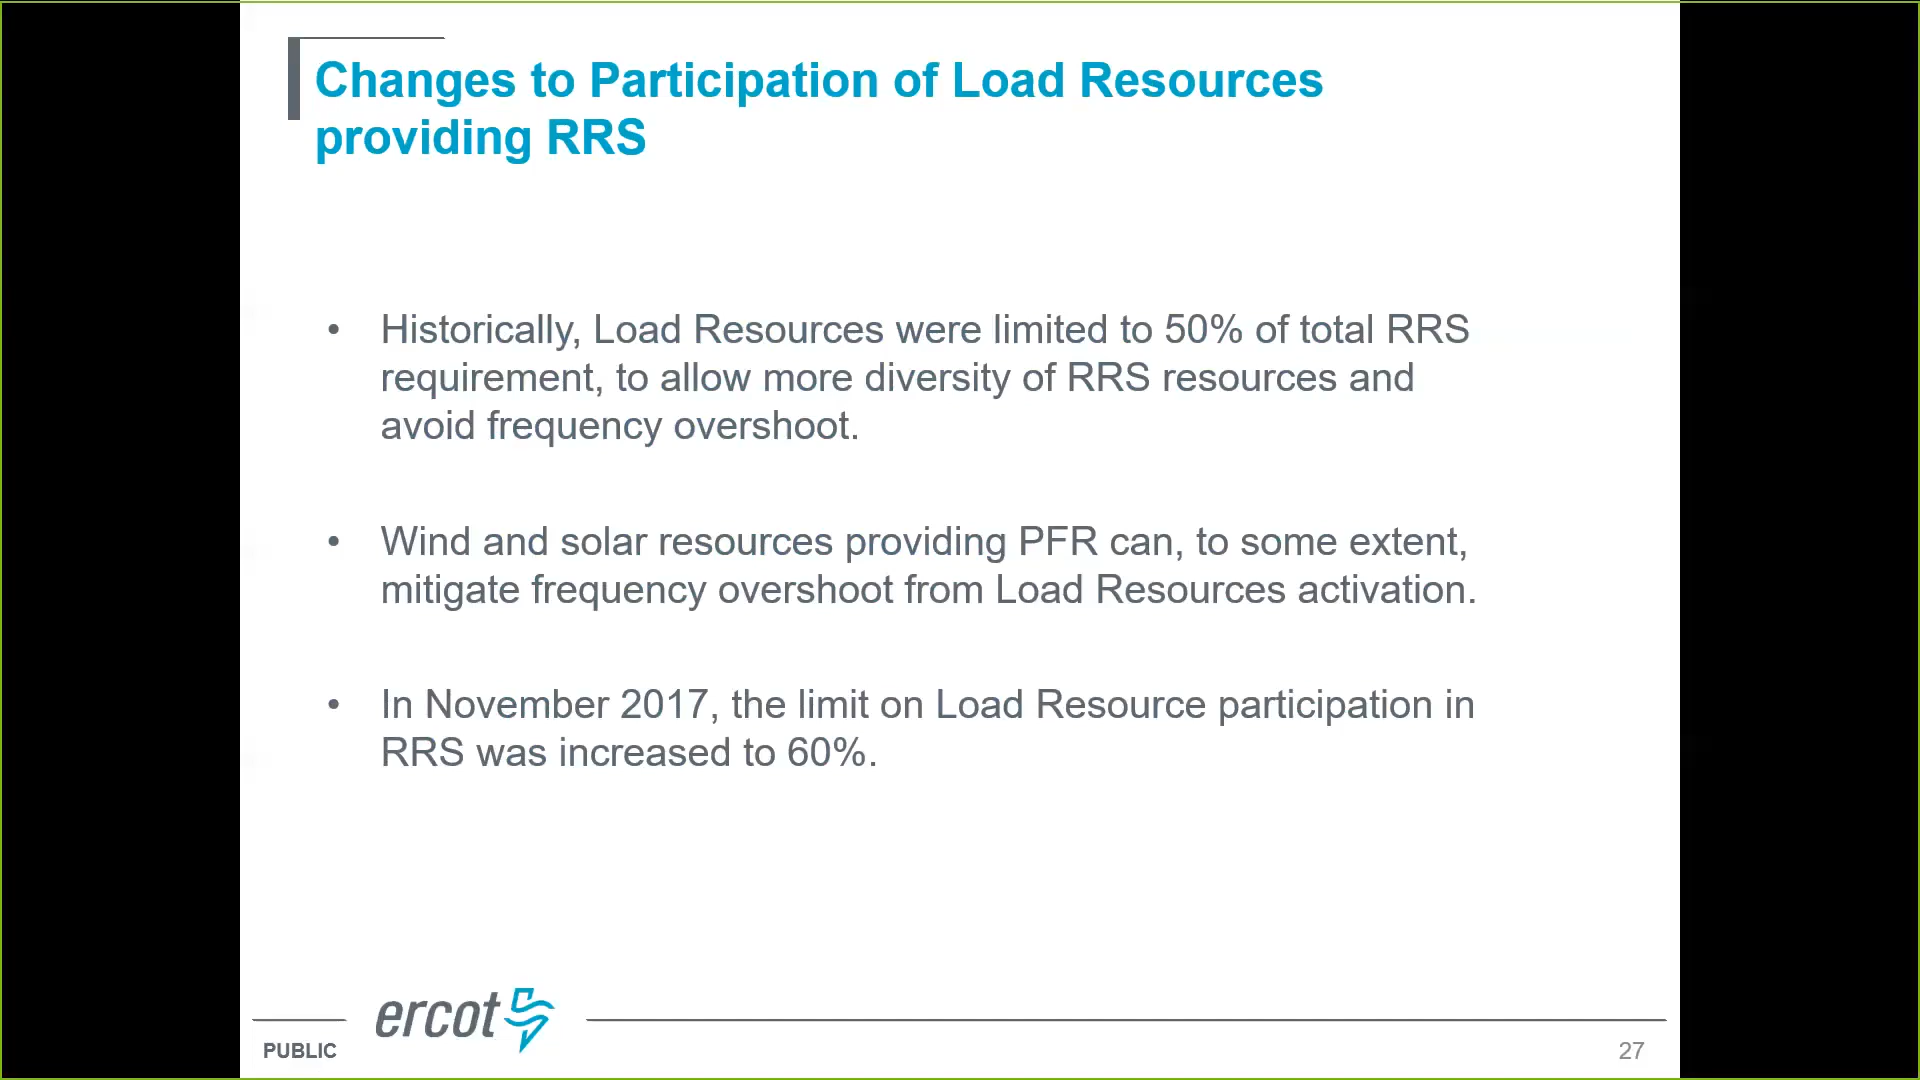 Changes to Participation of Load Resources
providing RRS
• Historically, Load Resources were limited to 50% of total RRS
requirement, to allow more diversity of RRS resources and
avoid frequency overshoot.
• Wind and solar resources providing PFR can, to some extent,
mitigate frequency overshoot from Load Resources activation.
• In November 2017, the limit on Load Resource participation in
RRS was increased to 60%.
ercot
PUBLIC
27